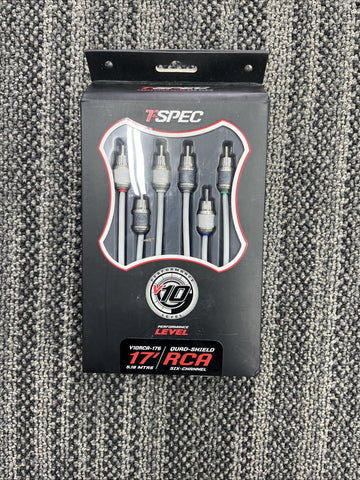 T-SPEC
V10
PERFORMANCE
LEVEL
V10RCA-176
17'
5.18 MTRS
QUAD-SHIELD
RCA
SIX-CHANNEL